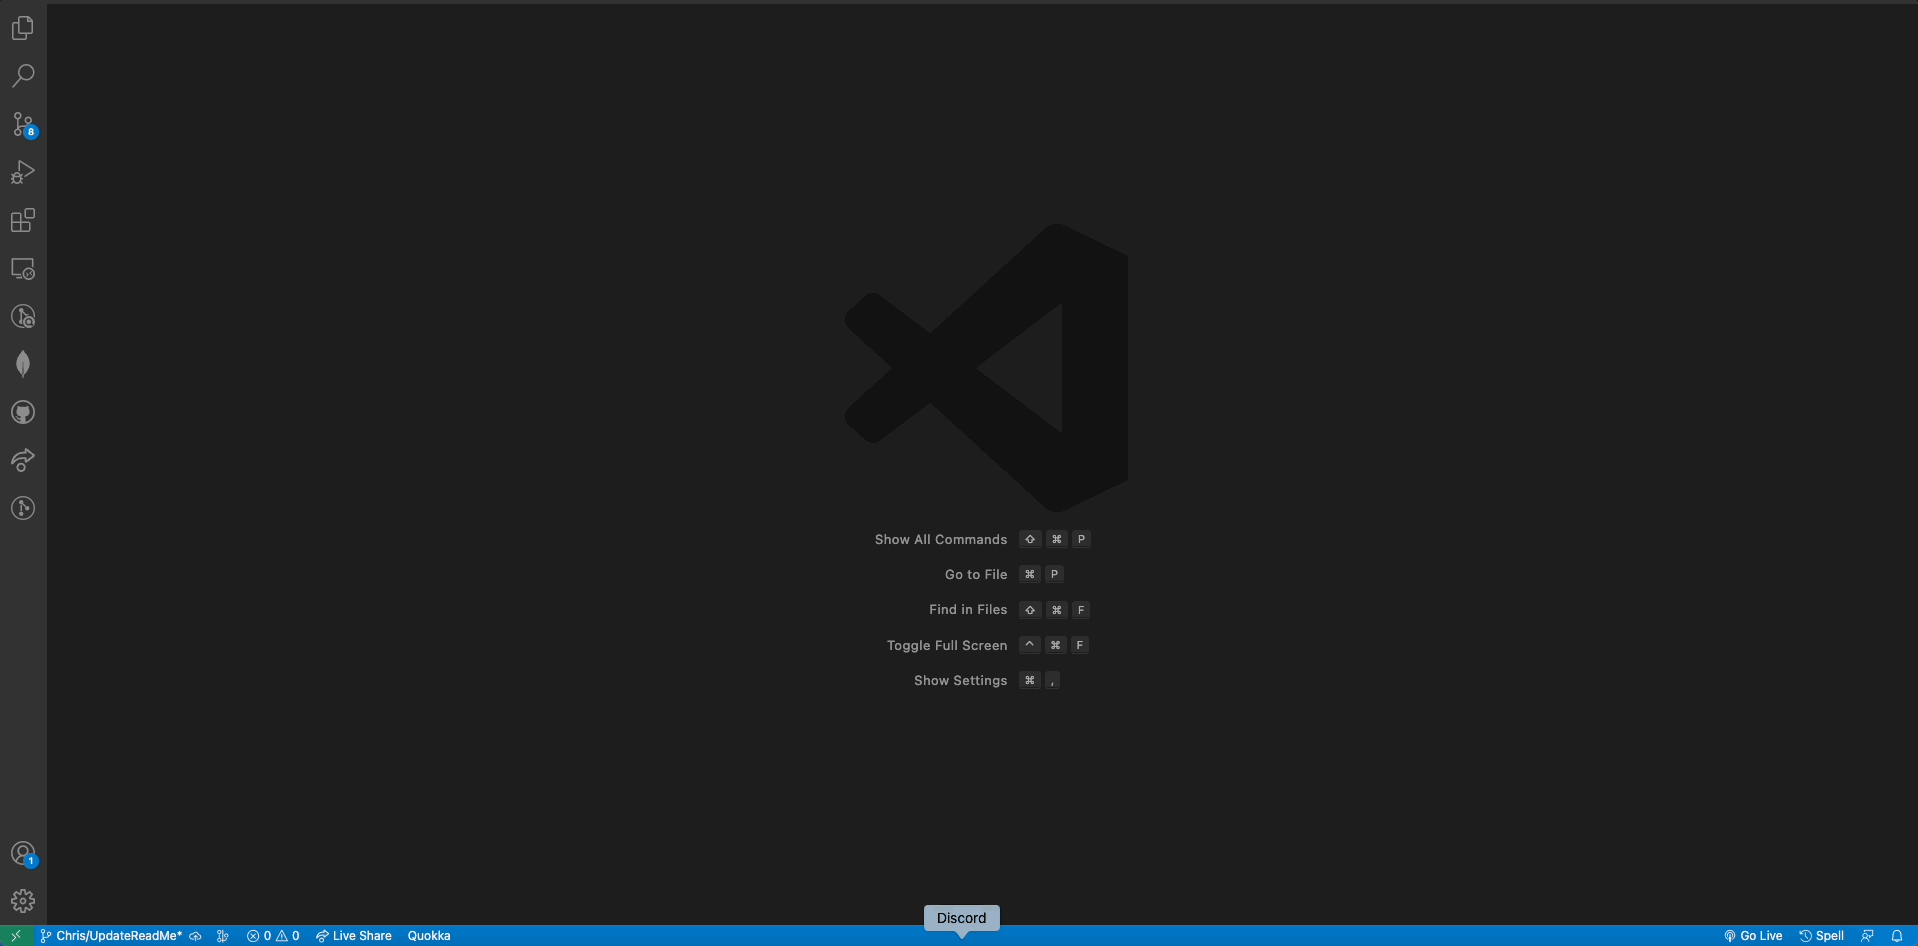 8
Show All Commands ⇧ ⌘ P
Go to File ⌘ P
Find in Files ⇧ ⌘ F
Toggle Full Screen ^ ⌘ F
Show Settings ⌘ ,
1
Discord
Chris/UpdateReadMe* 0 0 Live Share Quokka Go Live Spell